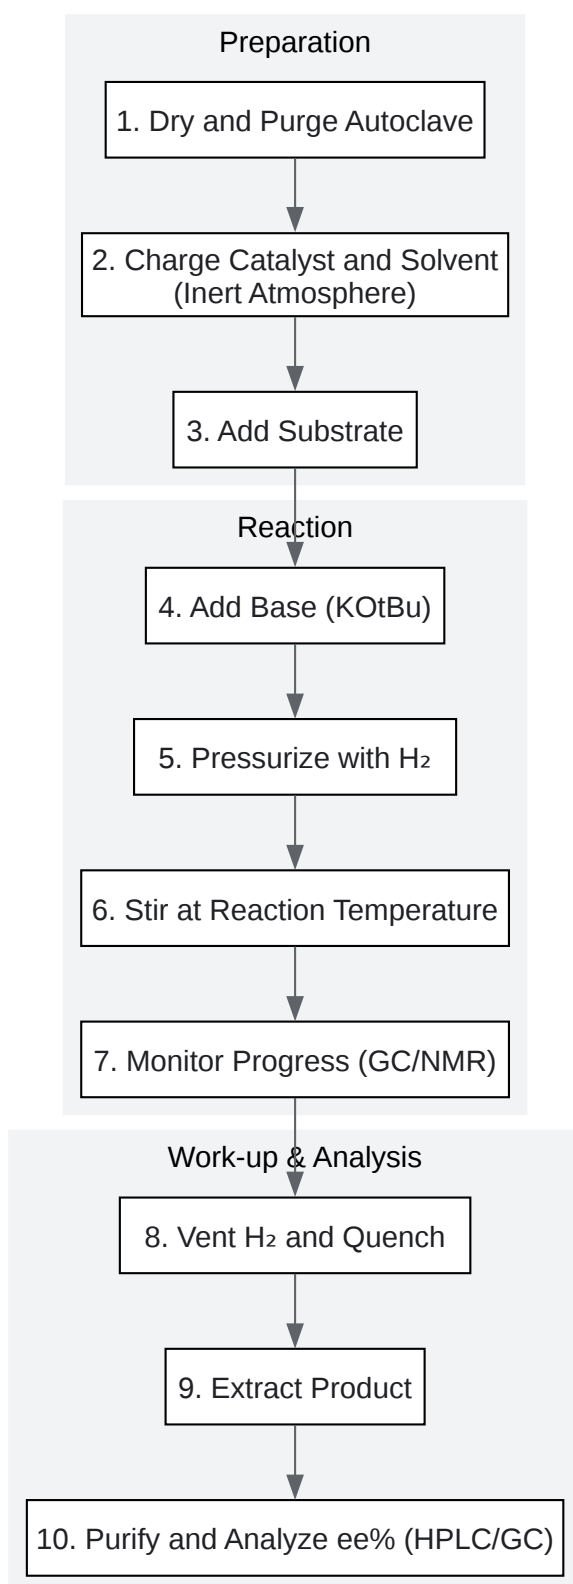 Preparation
1. Dry and Purge Autoclave
2. Charge Catalyst and Solvent
(Inert Atmosphere)
3. Add Substrate
Reaction
4. Add Base (KOtBu)
5. Pressurize with H₂
6. Stir at Reaction Temperature
7. Monitor Progress (GC/NMR)
Work-up & Analysis
8. Vent H₂ and Quench
9. Extract Product
10. Purify and Analyze ee% (HPLC/GC)